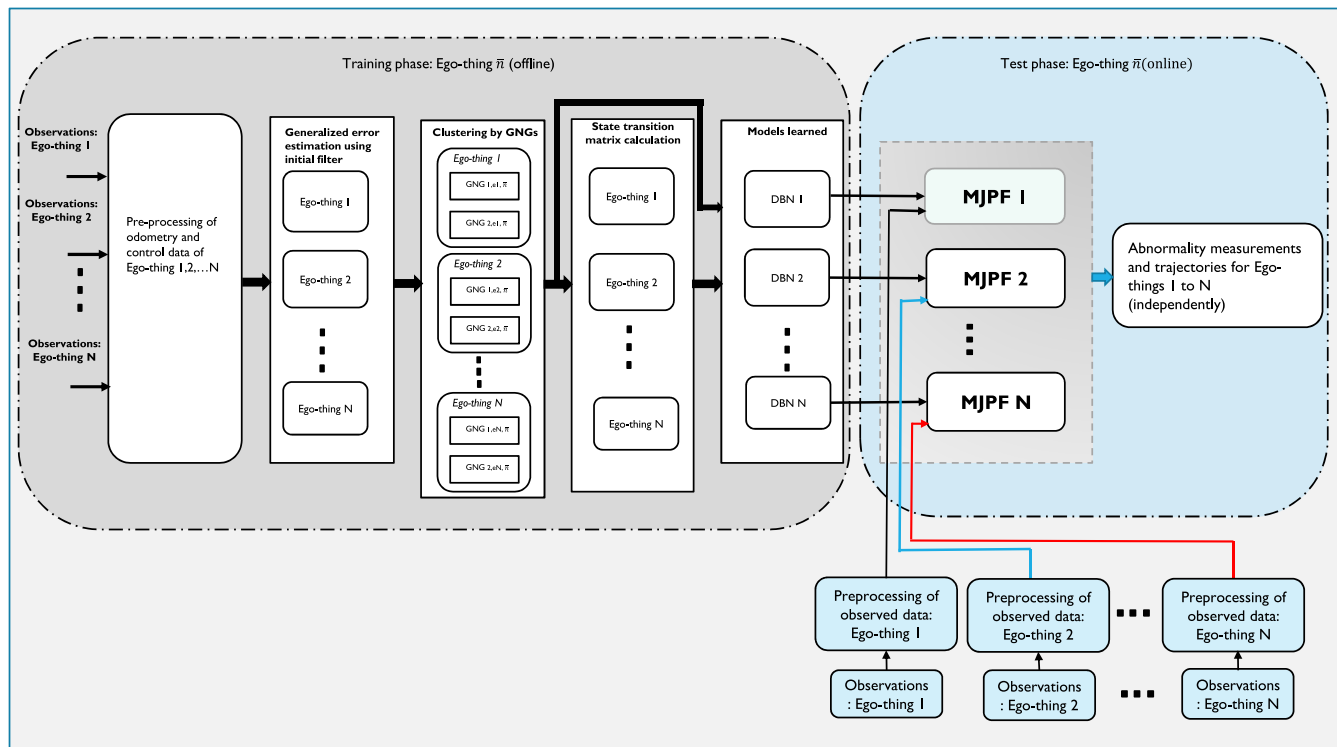 Training phase: Ego-thing n̅ (offline)
Test phase: Ego-thing n̅(online)
Observations:
Ego-thing 1
Observations:
Ego-thing 2
Observations:
Ego-thing N
Pre-processing of
odometry and
control data of
Ego-thing 1,2,...N
Generalized error
estimation using
initial filter
Ego-thing 1
Ego-thing 2
Ego-thing N
Clustering by GNGs
Ego-thing 1
GNG 1,e1, n̅
GNG 2,e1, n̅
Ego-thing 2
GNG 1,e2, n̅
GNG 2,e2, n̅
Ego-thing N
GNG 1,eN, n̅
GNG 2,eN, n̅
State transition
matrix calculation
Ego-thing 1
Ego-thing 2
Ego-thing N
Models learned
DBN 1
DBN 2
DBN N
MJPF 1
MJPF 2
MJPF N
Abnormality measurements
and trajectories for Ego-
things 1 to N
(independently)
Preprocessing of
observed data:
Ego-thing 1
Preprocessing of
observed data:
Ego-thing 2
Preprocessing of
observed data:
Ego-thing N
Observations
: Ego-thing 1
Observations
: Ego-thing 2
Observations
: Ego-thing N